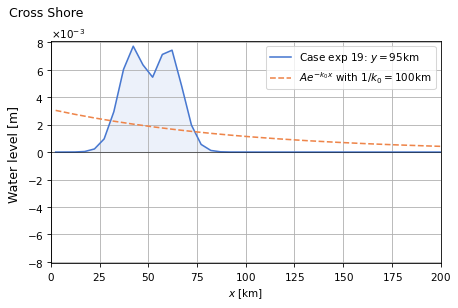 Cross Shore
×10⁻³
8
6
4
2
0
−2
−4
−6
−8
Water level [m]
Case exp 19: y = 95km
Ae^{−k₀x} with 1/k₀ = 100km
0 25 50 75 100 125 150 175 200
x [km]